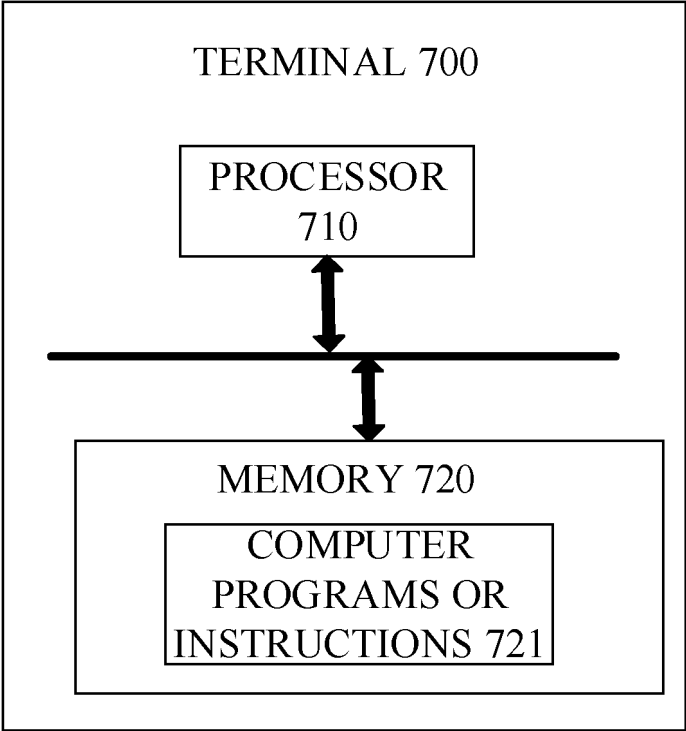 TERMINAL 700
PROCESSOR
710
MEMORY 720
COMPUTER
PROGRAMS OR
INSTRUCTIONS 721